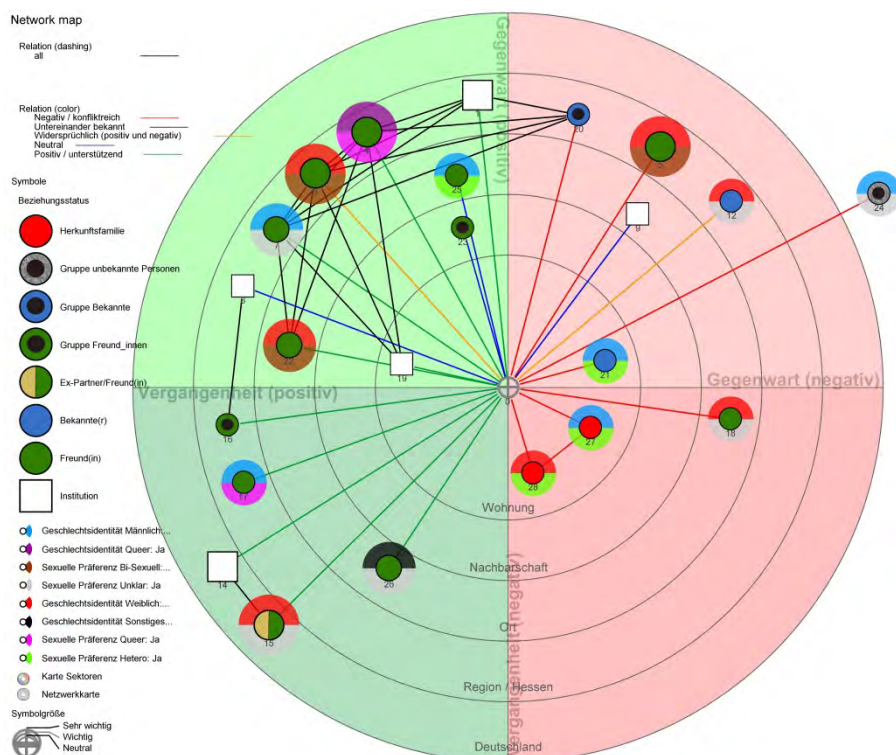 Network map
Relation (dashing)
all
Relation (color)
Negativ / konfliktreich
Untereinander bekannt
Widersprüchlich (positiv und negativ)
Neutral
Positiv / unterstützend
Symbole
Beziehungsstatus
Herkunftsfamilie
Gruppe unbekannte Personen
Gruppe Bekannte
Gruppe Freund_innen
Ex-Partner/Freund(in)
Bekannte(r)
Freund(in)
Institution
Geschlechtsidentität Männlich:...
Geschlechtsidentität Queer: Ja
Sexuelle Präferenz Bi-Sexuell:...
Sexuelle Präferenz Unklar: Ja
Geschlechtsidentität Weiblich:...
Geschlechtsidentität Sonstiges...
Sexuelle Präferenz Queer: Ja
Sexuelle Präferenz Hetero: Ja
Karte Sektoren
Netzwerkkarte
Symbolgröße
Sehr wichtig
Wichtig
Neutral
Gegenwart (positiv)
Gegenwart (negativ)
Vergangenheit (positiv)
Vergangenheit (negativ)
Wohnung
Nachbarschaft
Ort
Region / Hessen
Deutschland
20
25
12
24
9
23
7
22
19
21
16
18
27
28
17
14
26
15